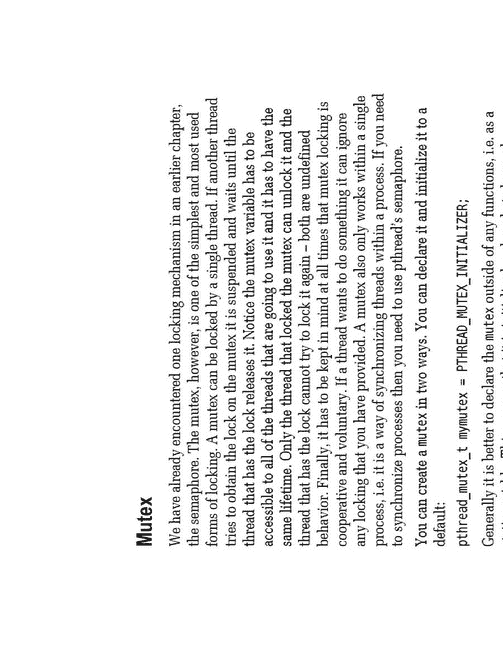 Mutex
We have already encountered one locking mechanism in an earlier chapter,
the semaphore. The mutex, however, is one of the simplest and most used
forms of locking. A mutex can be locked by a single thread. If another thread
tries to obtain the lock on the mutex it is suspended and waits until the
thread that has the lock releases it. Notice the mutex variable has to be
accessible to all of the threads that are going to use it and it has to have the
same lifetime. Only the thread that locked the mutex can unlock it and the
thread that has the lock cannot try to lock it again – both are undefined
behavior. Finally, it has to be kept in mind at all times that mutex locking is
cooperative and voluntary. If a thread wants to do something it can ignore
any locking that you have provided. A mutex also only works within a single
process, i.e. it is a way of synchronizing threads within a process. If you need
to synchronize processes then you need to use pthread's semaphore.
You can create a mutex in two ways. You can declare it and initialize it to a
default:
pthread_mutex_t mymutex = PTHREAD_MUTEX_INITIALIZER;
Generally it is better to declare the mutex outside of any functions, i.e. as a